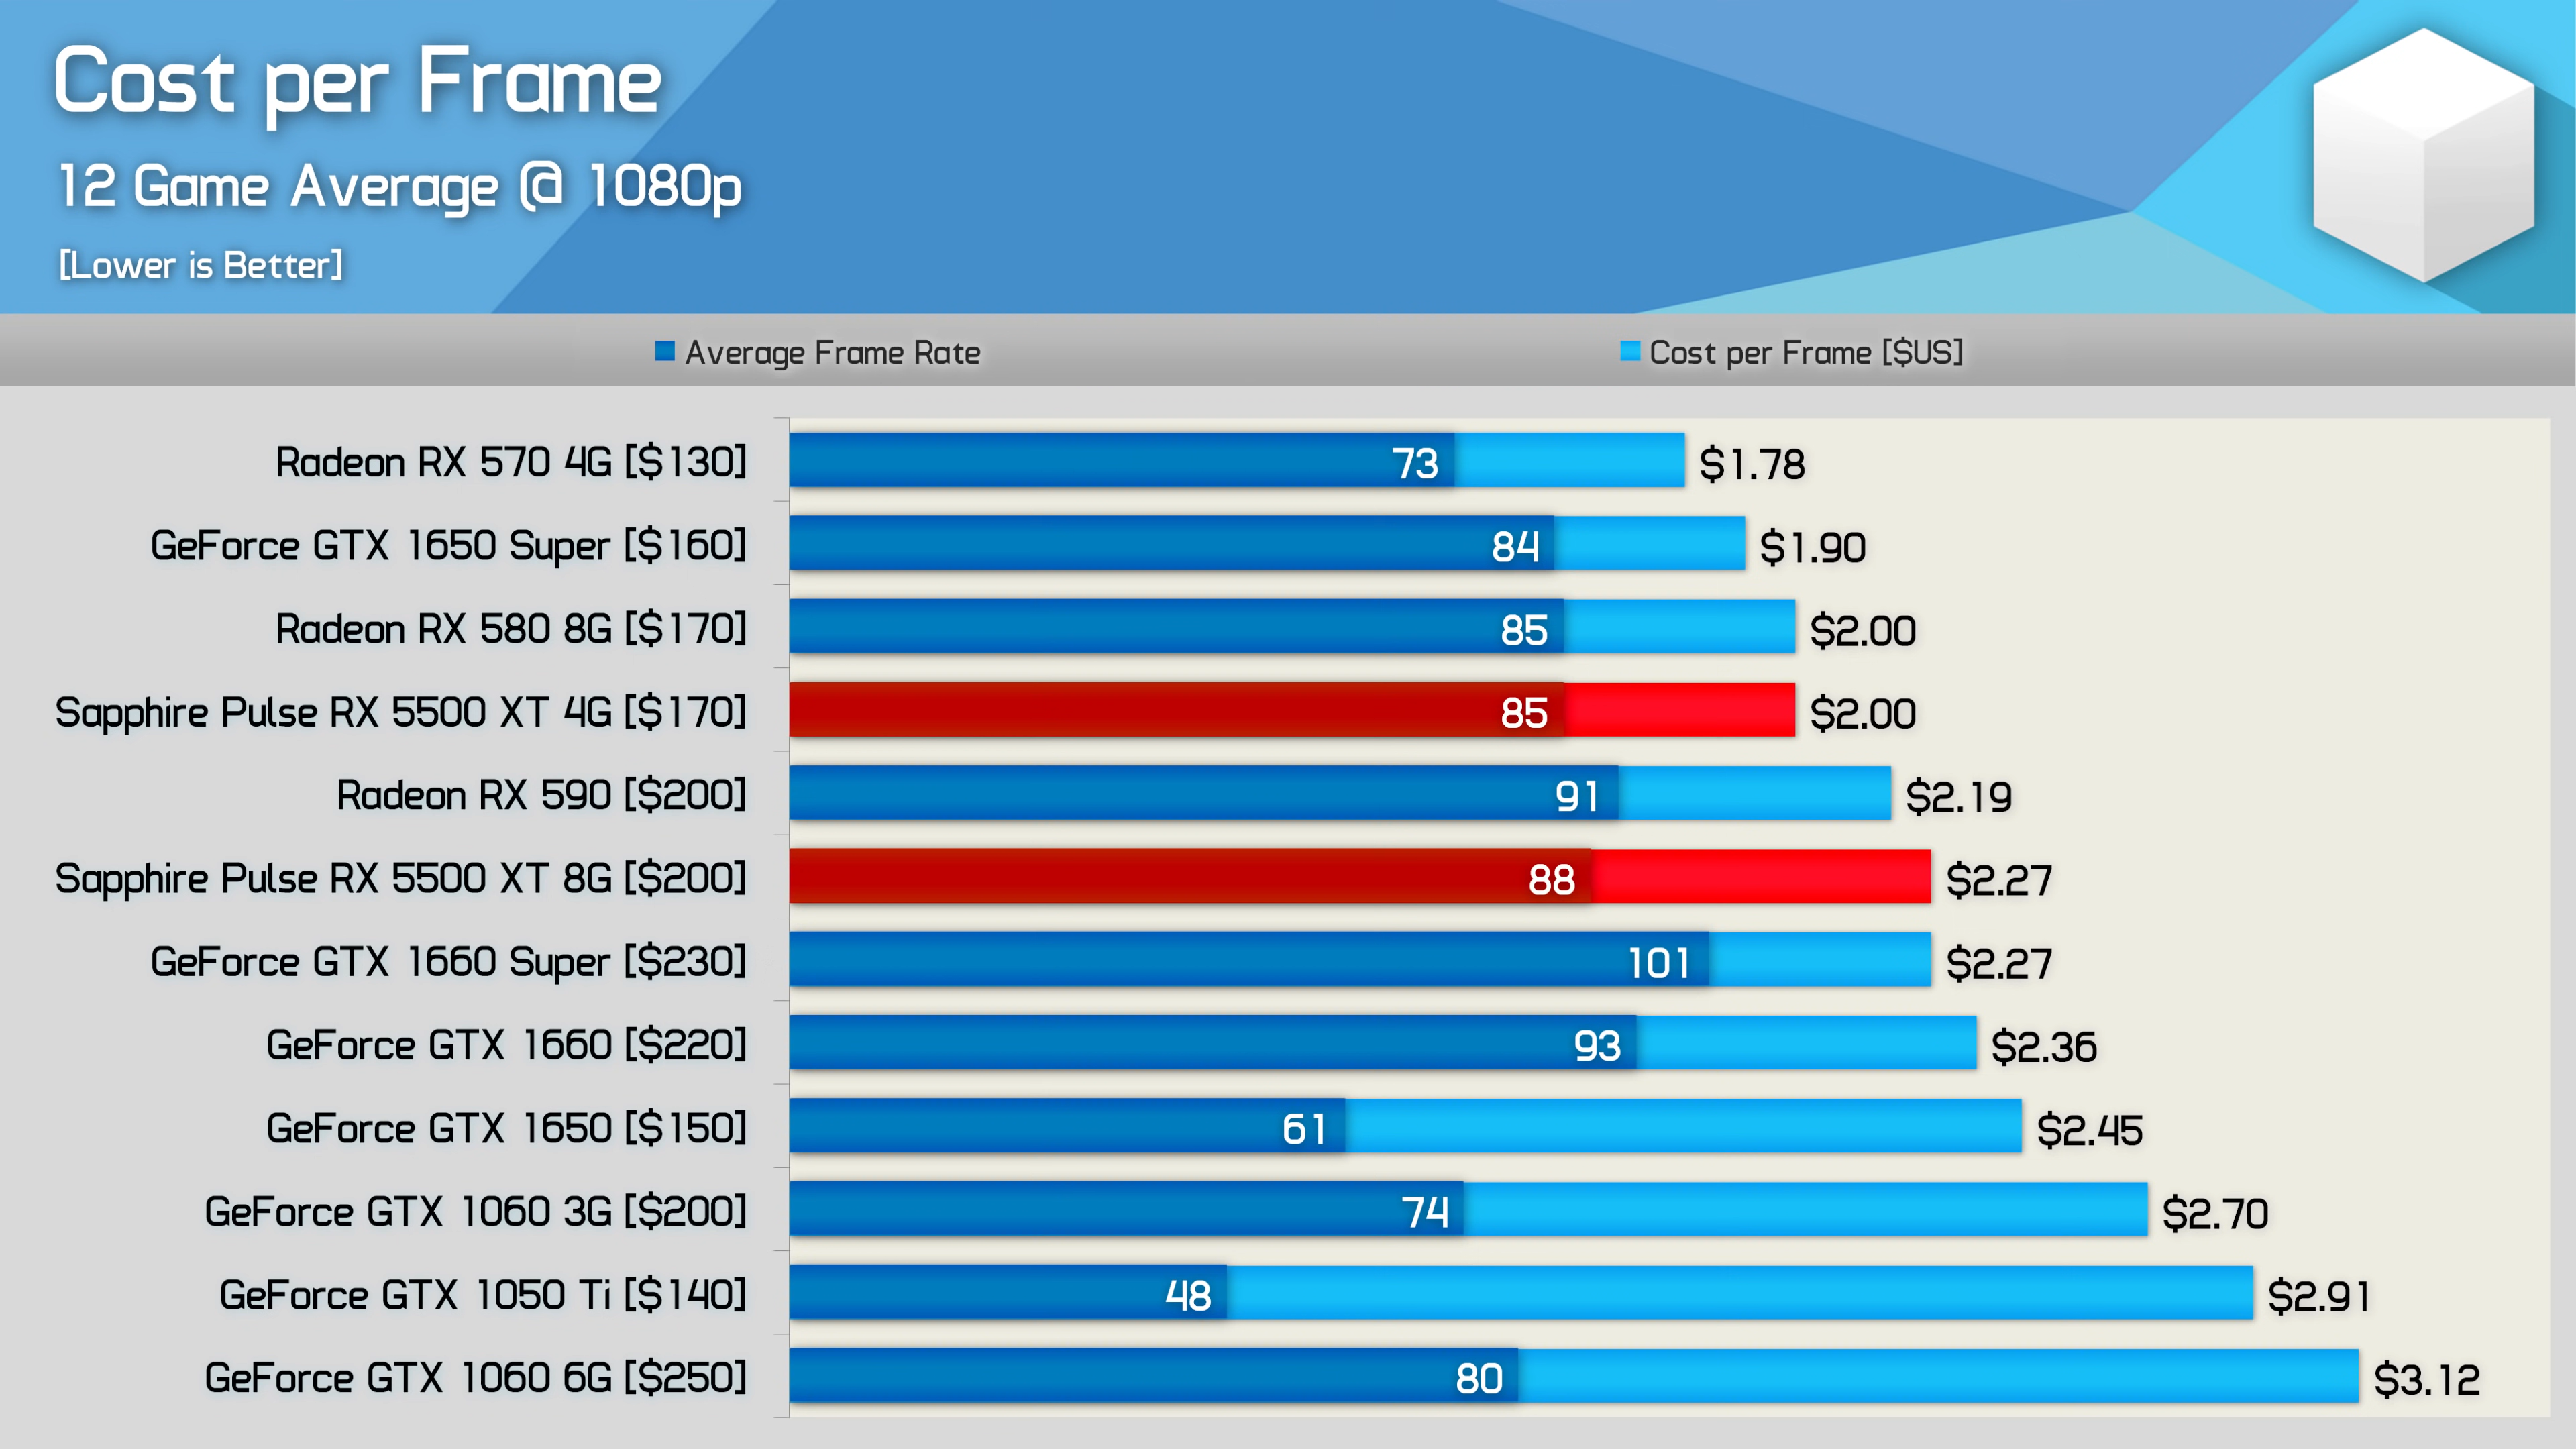 Cost per Frame
12 Game Average @ 1080p
[Lower is Better]
Average Frame Rate Cost per Frame [$US]
Radeon RX 570 4G [$130] 73 $1.78
GeForce GTX 1650 Super [$160] 84 $1.90
Radeon RX 580 8G [$170] 85 $2.00
Sapphire Pulse RX 5500 XT 4G [$170] 85 $2.00
Radeon RX 590 [$200] 91 $2.19
Sapphire Pulse RX 5500 XT 8G [$200] 88 $2.27
GeForce GTX 1660 Super [$230] 101 $2.27
GeForce GTX 1660 [$220] 93 $2.36
GeForce GTX 1650 [$150] 61 $2.45
GeForce GTX 1060 3G [$200] 74 $2.70
GeForce GTX 1050 Ti [$140] 48 $2.91
GeForce GTX 1060 6G [$250] 80 $3.12